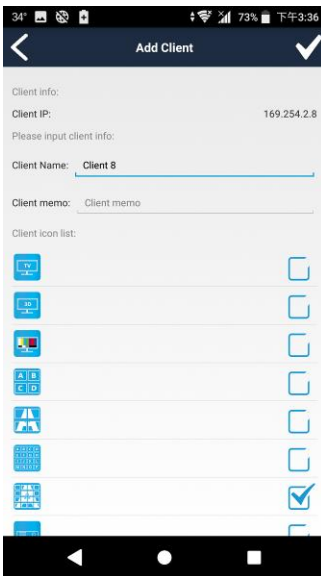 34° 73% 下午3:36
Add Client
Client info:
Client IP: 169.254.2.8
Please input client info:
Client Name: Client 8
Client memo: Client memo
Client icon list:
TV
3D
A B
C D